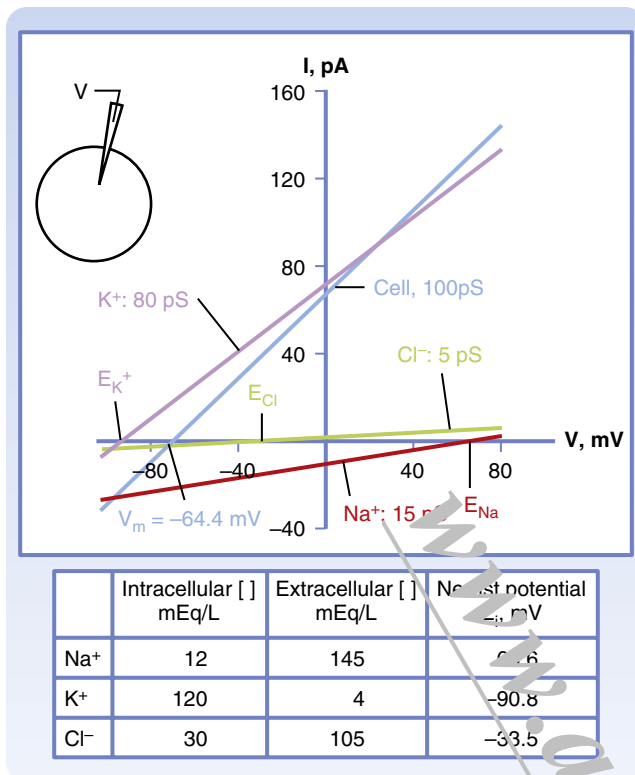 I, pA
160
V
120
80
K⁺: 80 pS
Cell, 100pS
40
Cl⁻: 5 pS
E_K⁺
E_Cl
V, mV
–80
–40
40
80
V_m = –64.4 mV
–40
Na⁺: 15
E_Na
Intracellular [ ] Extracellular [ ] potential
mEq/L mEq/L mV
Na⁺ 12 145
K⁺ 120 4 –90.8
Cl⁻ 30 105 –33.5
www.